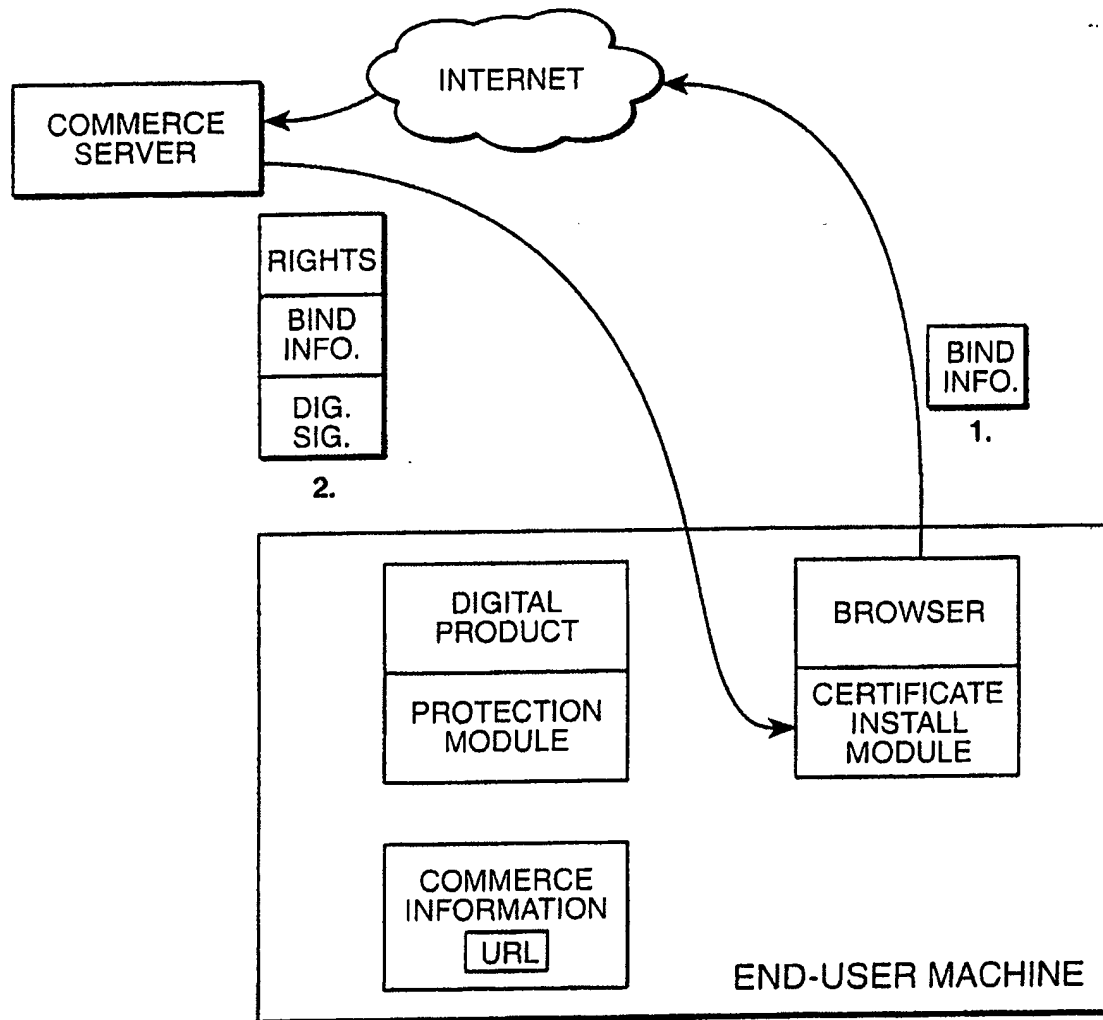 INTERNET
COMMERCE
SERVER
RIGHTS
BIND
INFO.
DIG.
SIG.
2.
BIND
INFO.
1.
DIGITAL
PRODUCT
PROTECTION
MODULE
BROWSER
CERTIFICATE
INSTALL
MODULE
COMMERCE
INFORMATION
URL
END-USER MACHINE